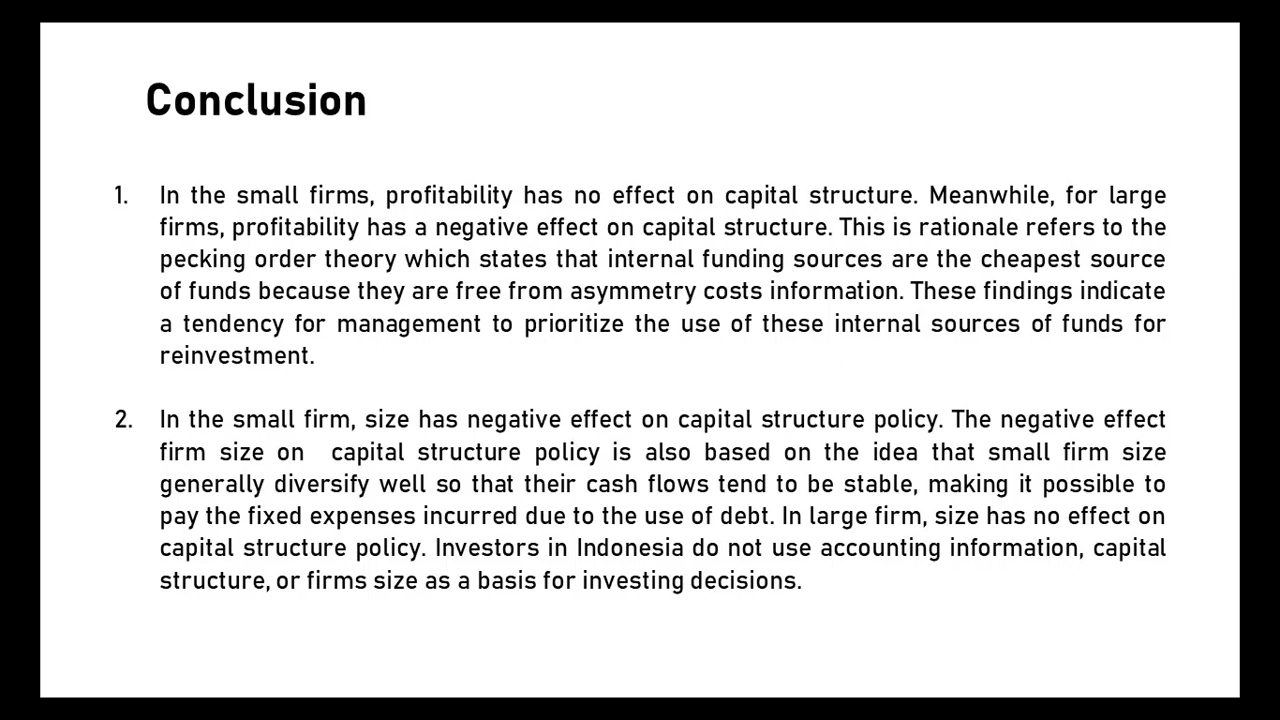 Conclusion
1. In the small firms, profitability has no effect on capital structure. Meanwhile, for large
firms, profitability has a negative effect on capital structure. This is rationale refers to the
pecking order theory which states that internal funding sources are the cheapest source
of funds because they are free from asymmetry costs information. These findings indicate
a tendency for management to prioritize the use of these internal sources of funds for
reinvestment.
2. In the small firm, size has negative effect on capital structure policy. The negative effect
firm size on capital structure policy is also based on the idea that small firm size
generally diversify well so that their cash flows tend to be stable, making it possible to
pay the fixed expenses incurred due to the use of debt. In large firm, size has no effect on
capital structure policy. Investors in Indonesia do not use accounting information, capital
structure, or firms size as a basis for investing decisions.